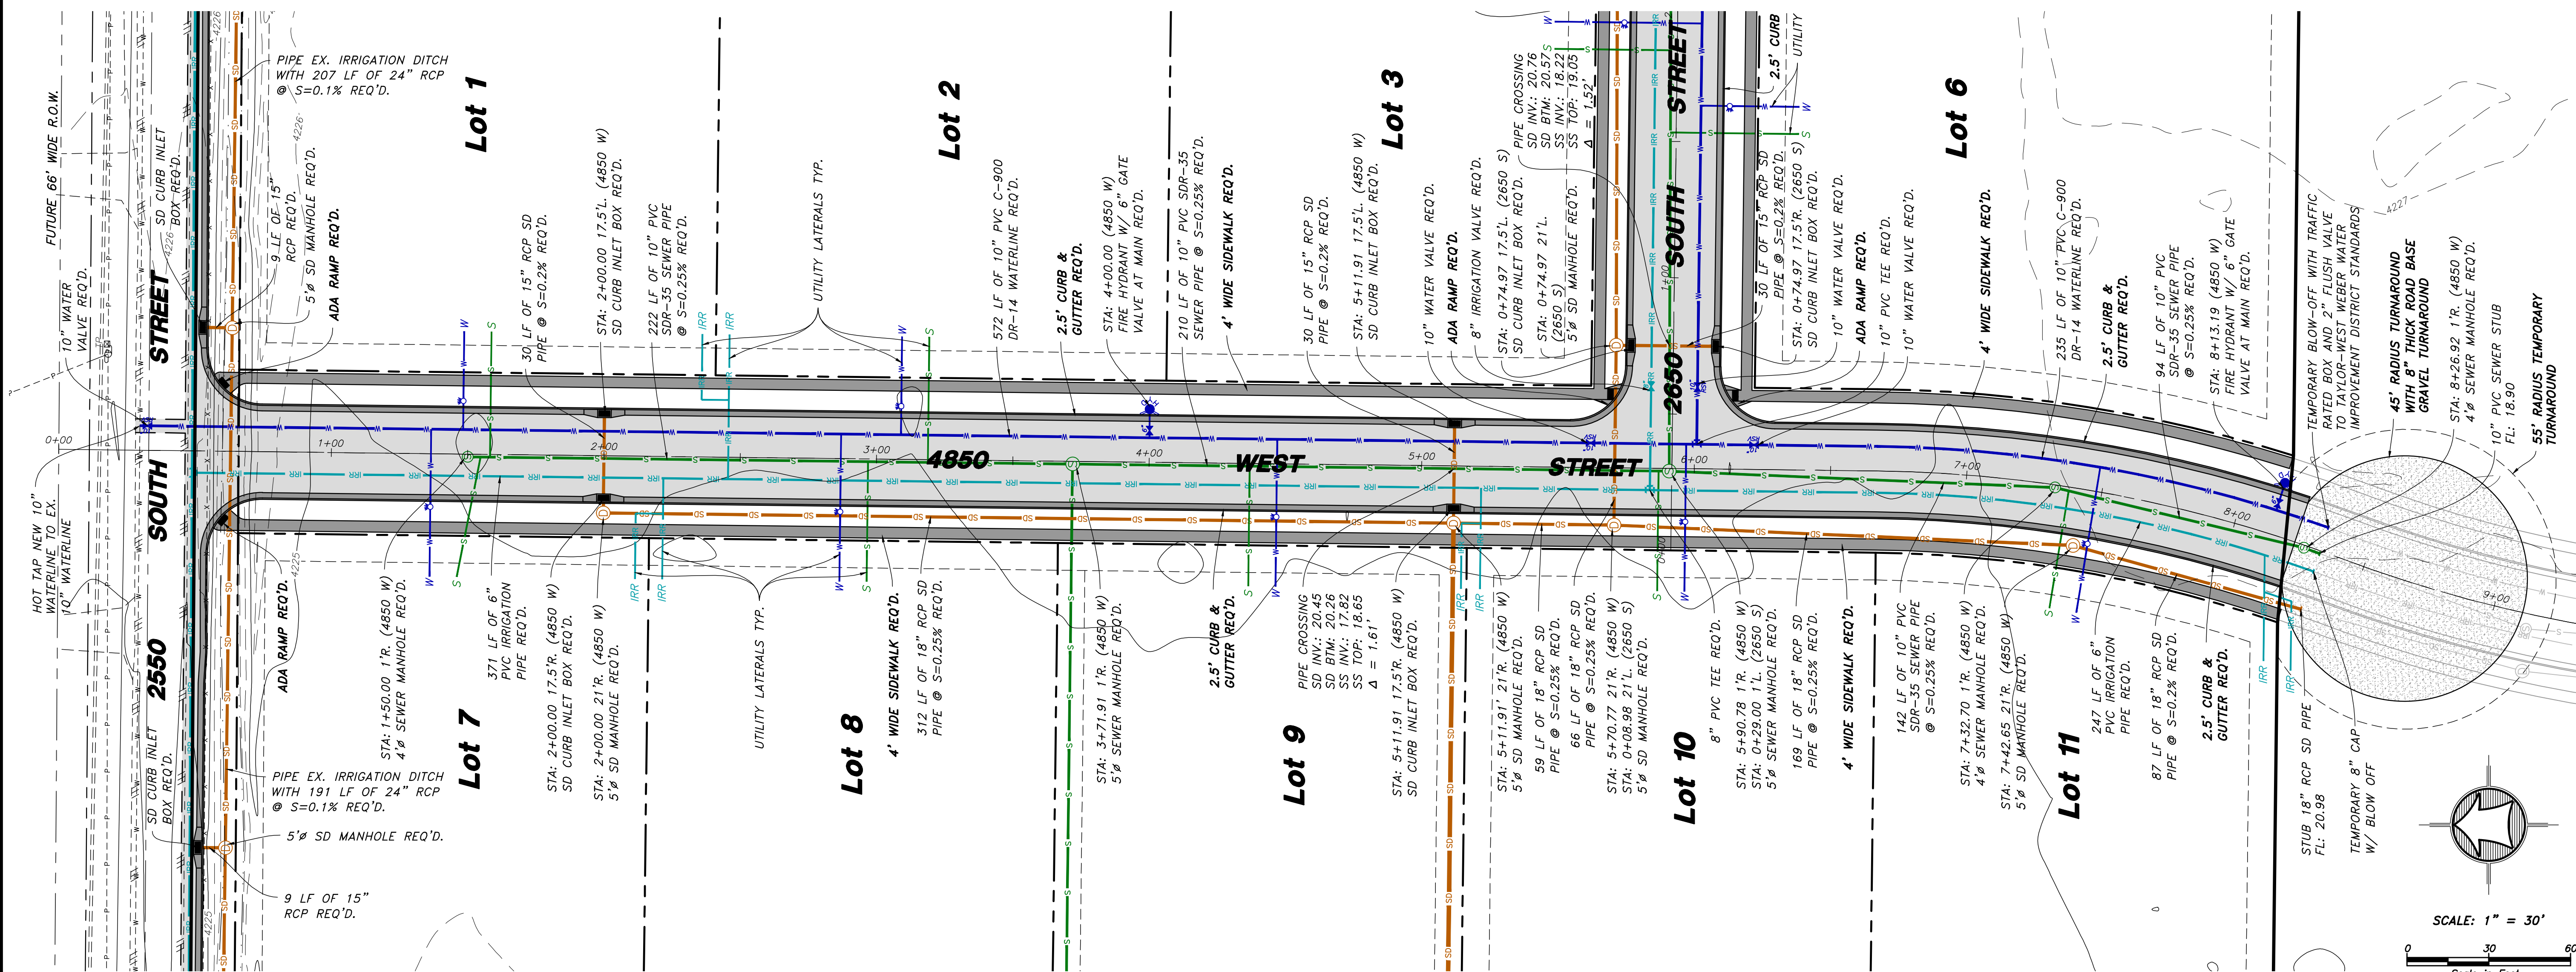 HOT TAP NEW 10"
WATERLINE TO EX.
10" WATERLINE
FUTURE 66' WIDE R.O.W.
10" WATER
VALVE REQ'D.
SD CURB INLET
BOX REQ'D.
2550 SOUTH STREET
SD CURB INLET
BOX REQ'D.
PIPE EX. IRRIGATION DITCH
WITH 207 LF OF 24" RCP
@ S=0.1% REQ'D.
4226
4226
4226
9 LF OF 15"
RCP REQ'D.
5'ø SD MANHOLE REQ'D.
ADA RAMP REQ'D.
Lot 1
30 LF OF 15" RCP SD
PIPE @ S=0.2% REQ'D.
STA: 2+00.00 17.5'L. (4850 W)
SD CURB INLET BOX REQ'D.
222 LF OF 10" PVC
SDR-35 SEWER PIPE
@ S=0.25% REQ'D.
UTILITY LATERALS TYP.
Lot 2
572 LF OF 10" PVC C-900
DR-14 WATERLINE REQ'D.
2.5' CURB &
GUTTER REQ'D.
STA: 4+00.00 (4850 W)
FIRE HYDRANT W/ 6" GATE
VALVE AT MAIN REQ'D.
210 LF OF 10" PVC SDR-35
SEWER PIPE @ S=0.25% REQ'D.
4' WIDE SIDEWALK REQ'D.
30 LF OF 15" RCP SD
PIPE @ S=0.2% REQ'D.
STA: 5+11.91 17.5'L. (4850 W)
SD CURB INLET BOX REQ'D.
Lot 3
10" WATER VALVE REQ'D.
ADA RAMP REQ'D.
8" IRRIGATION VALVE REQ'D.
STA: 0+74.97 17.5'L. (2650 S)
SD CURB INLET BOX REQ'D.
STA: 0+74.97 21'L.
(2650 S)
5'ø SD MANHOLE REQ'D.
PIPE CROSSING
SD INV.: 20.76
SD BTM: 20.57
SS INV.: 18.22
SS TOP: 19.05
Δ = 1.52'
2650 SOUTH STREET
1+00
0+00
2.5' CURB
UTILITY
30 LF OF 15" RCP SD
PIPE @ S=0.2% REQ'D.
STA: 0+74.97 17.5'R. (2650 S)
SD CURB INLET BOX REQ'D.
10" WATER VALVE REQ'D.
ADA RAMP REQ'D.
10" PVC TEE REQ'D.
10" WATER VALVE REQ'D.
Lot 6
4' WIDE SIDEWALK REQ'D.
235 LF OF 10" PVC C-900
DR-14 WATERLINE REQ'D.
2.5' CURB &
GUTTER REQ'D.
94 LF OF 10" PVC
SDR-35 SEWER PIPE
@ S=0.25% REQ'D.
STA: 8+13.19 (4850 W)
FIRE HYDRANT W/ 6" GATE
VALVE AT MAIN REQ'D.
TEMPORARY BLOW-OFF WITH TRAFFIC
RATED BOX AND 2" FLUSH VALVE
TO TAYLOR-WEST WEBER WATER
IMPROVEMENT DISTRICT STANDARDS
4227
45' RADIUS TURNAROUND
WITH 8" THICK ROAD BASE
GRAVEL TURNAROUND
STA: 8+26.92 1'R. (4850 W)
4'ø SEWER MANHOLE REQ'D.
10" PVC SEWER STUB
FL: 18.90
55' RADIUS TEMPORARY
TURNAROUND
0+00
1+00
2+00
3+00
4+00
5+00
6+00
7+00
8+00
9+00
4850 WEST STREET
ADA RAMP REQ'D.
4225
4225
PIPE EX. IRRIGATION DITCH
WITH 191 LF OF 24" RCP
@ S=0.1% REQ'D.
5'ø SD MANHOLE REQ'D.
9 LF OF 15"
RCP REQ'D.
STA: 1+50.00 1'R. (4850 W)
4'ø SEWER MANHOLE REQ'D.
Lot 7
371 LF OF 6"
PVC IRRIGATION
PIPE REQ'D.
STA: 2+00.00 17.5'R. (4850 W)
SD CURB INLET BOX REQ'D.
STA: 2+00.00 21'R. (4850 W)
5'ø SD MANHOLE REQ'D.
UTILITY LATERALS TYP.
Lot 8
4' WIDE SIDEWALK REQ'D.
312 LF OF 18" RCP SD
PIPE @ S=0.25% REQ'D.
STA: 3+71.91 1'R. (4850 W)
5'ø SEWER MANHOLE REQ'D.
2.5' CURB &
GUTTER REQ'D.
Lot 9
PIPE CROSSING
SD INV.: 20.45
SD BTM: 20.26
SS INV.: 17.82
SS TOP: 18.65
Δ = 1.61'
STA: 5+11.91 17.5'R. (4850 W)
SD CURB INLET BOX REQ'D.
STA: 5+11.91' 21'R. (4850 W)
5'ø SD MANHOLE REQ'D.
59 LF OF 18" RCP SD
PIPE @ S=0.25% REQ'D.
66 LF OF 18" RCP SD
PIPE @ S=0.25% REQ'D.
STA: 5+70.77 21'R. (4850 W)
STA: 0+08.98 21'L. (2650 S)
5'ø SD MANHOLE REQ'D.
Lot 10
8" PVC TEE REQ'D.
STA: 5+90.78 1'R. (4850 W)
STA: 0+29.00 1'L. (2650 S)
5'ø SEWER MANHOLE REQ'D.
169 LF OF 18" RCP SD
PIPE @ S=0.25% REQ'D.
4' WIDE SIDEWALK REQ'D.
142 LF OF 10" PVC
SDR-35 SEWER PIPE
@ S=0.25% REQ'D.
STA: 7+32.70 1'R. (4850 W)
4'ø SEWER MANHOLE REQ'D.
STA: 7+42.65 21'R. (4850 W)
5'ø SD MANHOLE REQ'D.
Lot 11
247 LF OF 6"
PVC IRRIGATION
PIPE REQ'D.
87 LF OF 18" RCP SD
PIPE @ S=0.2% REQ'D.
2.5' CURB &
GUTTER REQ'D.
STUB 18" RCP SD PIPE
FL: 20.98
TEMPORARY 8" CAP
W/ BLOW OFF
SCALE: 1" = 30'
0 30 60